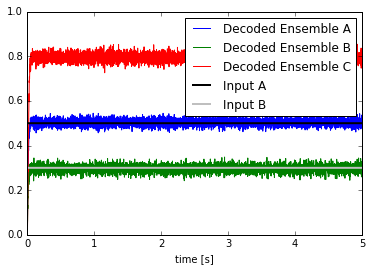 1.0
0.8
0.6
0.4
0.2
0.0
Decoded Ensemble A
Decoded Ensemble B
Decoded Ensemble C
Input A
Input B
0 1 2 3 4 5
time [s]